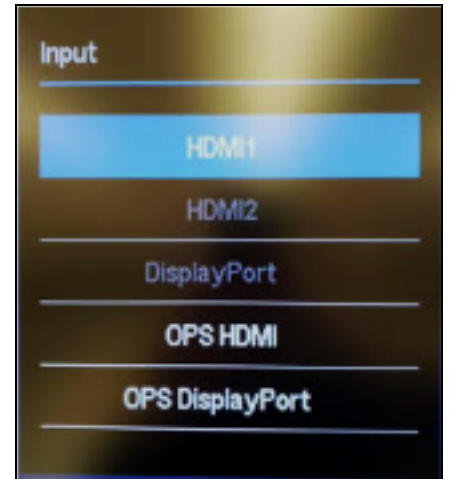 Input
HDMI1
HDMI2
DisplayPort
OPS HDMI
OPS DisplayPort